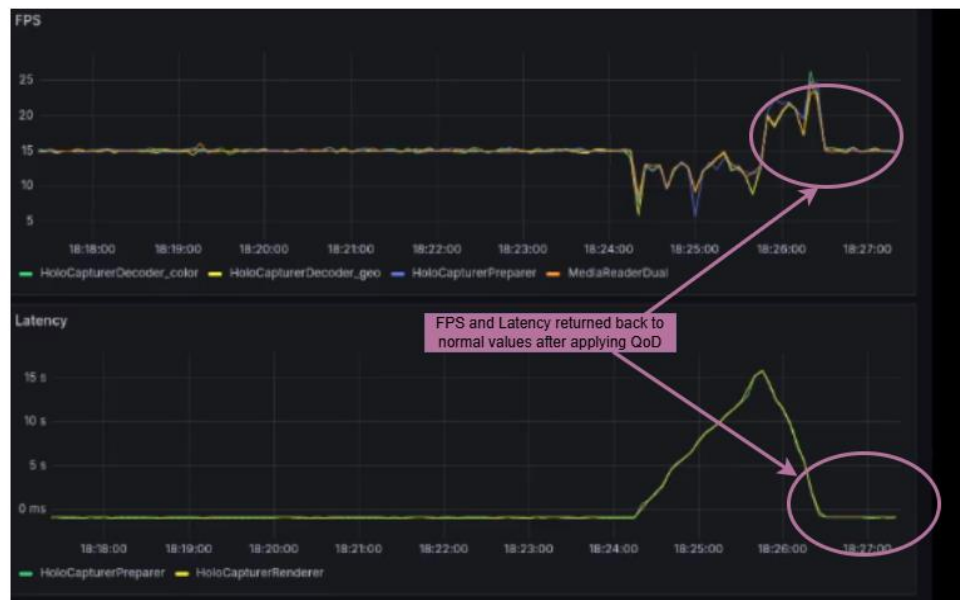 FPS
25
20
15
10
5
18:18:00 18:19:00 18:20:00 18:21:00 18:22:00 18:23:00 18:24:00 18:25:00 18:26:00 18:27:00
HoloCapturerDecoder_color HoloCapturerDecoder_geo HoloCapturerPreparer MediaReaderDual
Latency
FPS and Latency returned back to
normal values after applying QoD
15 s
10 s
5 s
0 ms
18:18:00 18:19:00 18:20:00 18:21:00 18:22:00 18:23:00 18:24:00 18:25:00 18:26:00 18:27:00
HoloCapturerPreparer HoloCapturerRenderer